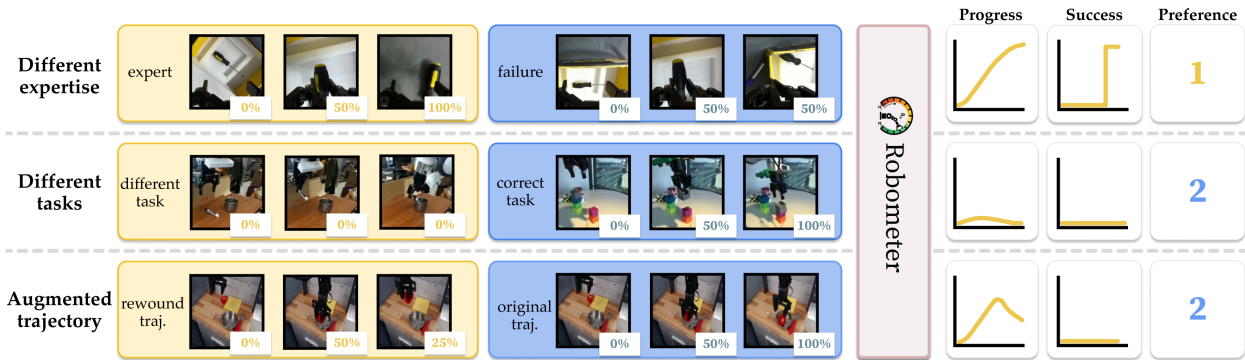 Progress Success Preference
Different
expertise
expert
0% 50% 100%
failure
0% 50% 50%
1
Different
tasks
different
task
0% 0% 0%
correct
task
0% 50% 100%
2
Augmented
trajectory
rewound
traj.
0% 50% 25%
original
traj.
0% 50% 100%
2
Robometer